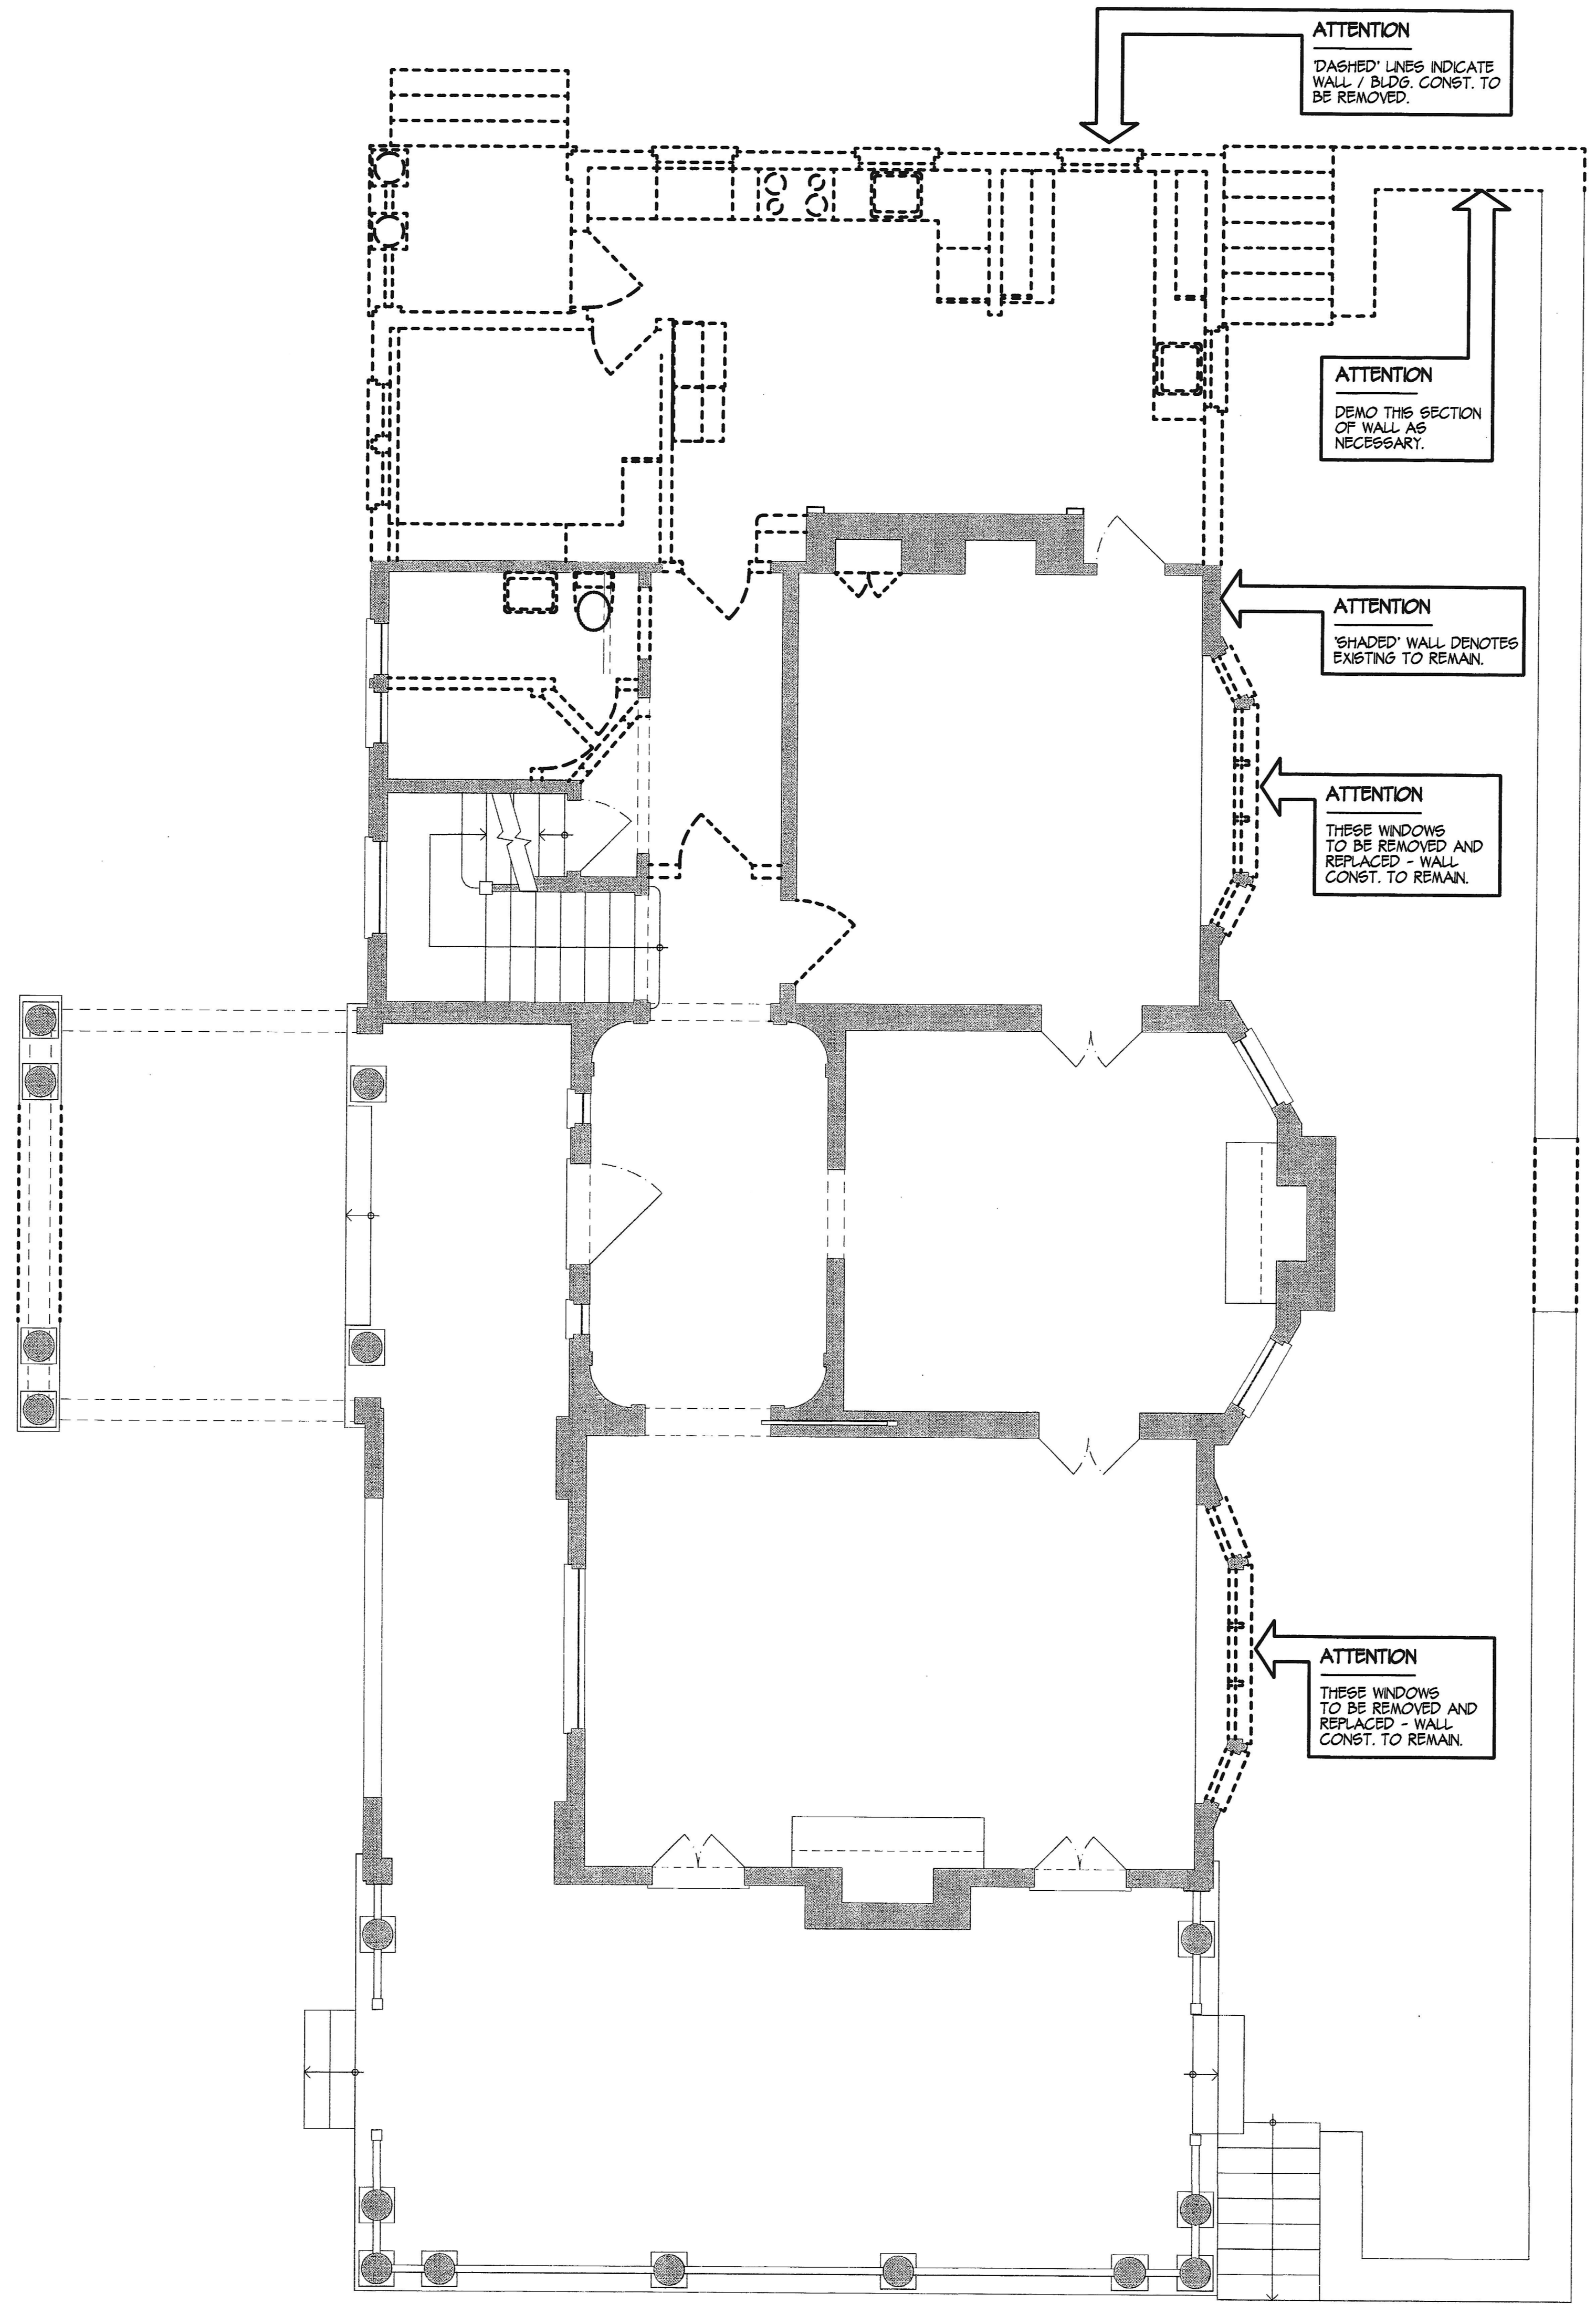 ATTENTION
'DASHED' LINES INDICATE
WALL / BLDG. CONST. TO
BE REMOVED.
ATTENTION
DEMO THIS SECTION
OF WALL AS
NECESSARY.
ATTENTION
'SHADED' WALL DENOTES
EXISTING TO REMAIN.
ATTENTION
THESE WINDOWS
TO BE REMOVED AND
REPLACED - WALL
CONST. TO REMAIN.
ATTENTION
THESE WINDOWS
TO BE REMOVED AND
REPLACED - WALL
CONST. TO REMAIN.